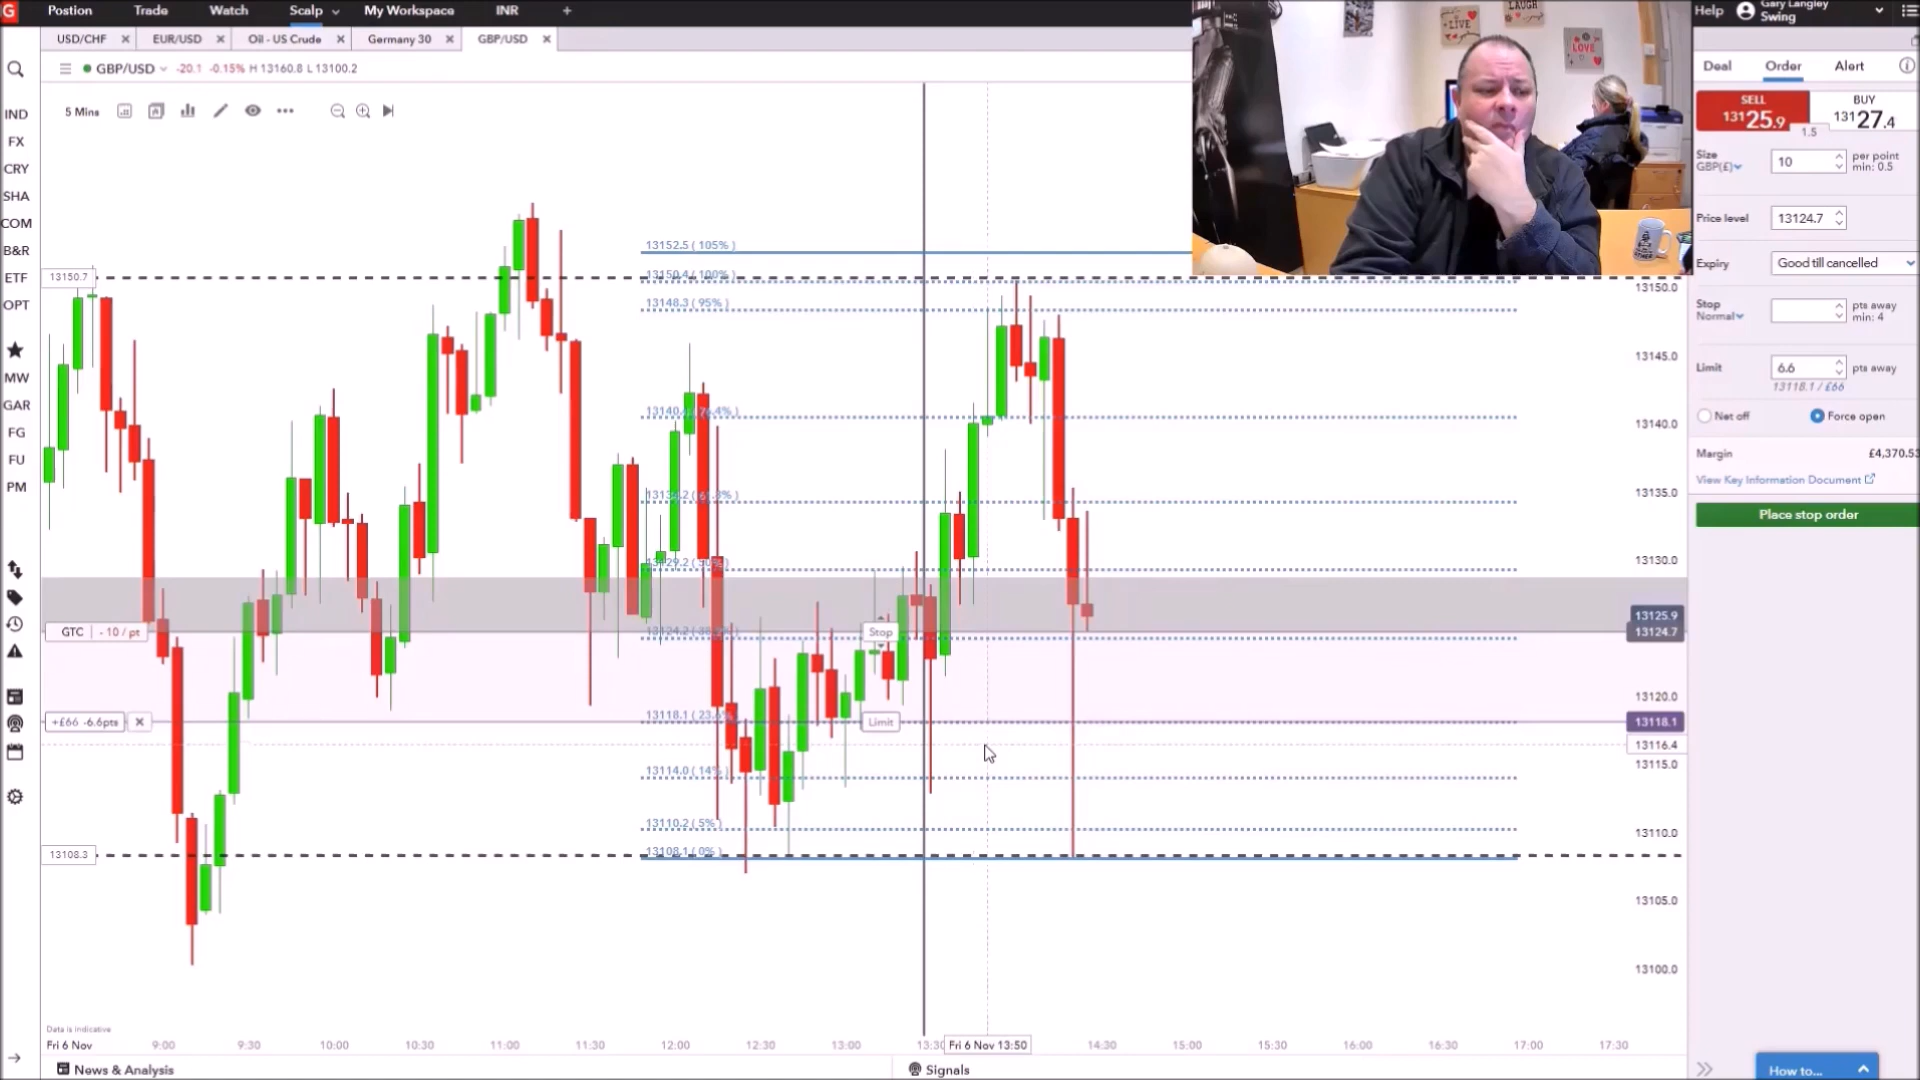 Postion Trade Watch Scalp My Workspace INR +
Help Gary Langley
Swing
LIVE
LAUGH
LOVE
USD/CHF EUR/USD Oil - US Crude Germany 30 GBP/USD
GBP/USD -20.1 -0.15% H 13160.8 L 13100.2
5 Mins
IND
FX
CRY
SHA
COM
B&R
ETF
OPT
MW
GAR
FG
FU
PM
13152.5 ( 105% )
13150.7
13150.4 ( 100% )
13148.3 ( 95% )
GTC - 10 / pt
Stop
+£66 -6.6pts
13118.1 ( 23.6% )
Limit
13114.0 ( 14% )
13110.2 ( 5% )
13108.3
13108.1 ( 0% )
13150.0
13145.0
13140.0
13135.0
13130.0
13125.9
13124.7
13120.0
13118.1
13116.4
13115.0
13110.0
13105.0
13100.0
Data is indicative
Fri 6 Nov 9:00 9:30 10:00 10:30 11:00 11:30 12:00 12:30 13:00 13:30 Fri 6 Nov 13:50 14:30 15:00 15:30 16:00 16:30 17:00 17:30
News & Analysis Signals
Deal Order Alert
SELL
13125.9
BUY
13127.4
1.5
Size
GBP(£)
10
per point
min: 0.5
Price level 13124.7
Expiry Good till cancelled
Stop
Normal
pts away
min: 4
Limit 6.6 pts away
13118.1 / £66
Net off Force open
Margin £4,370.53
View Key Information Document
Place stop order
How to...